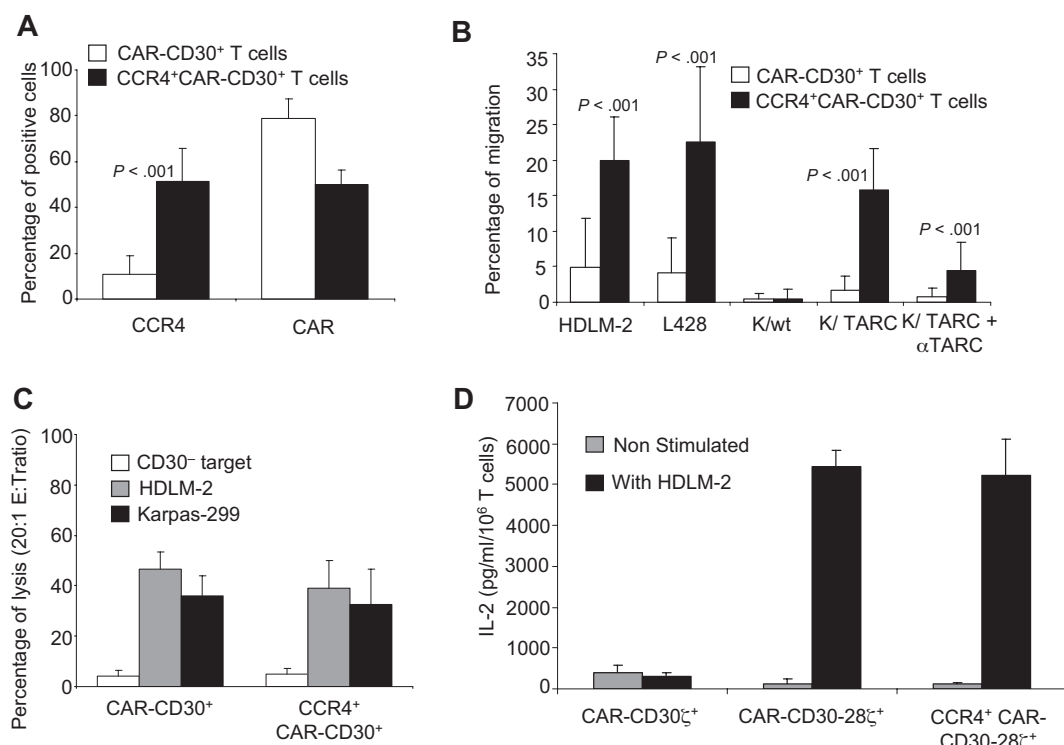 A
CAR-CD30⁺ T cells
CCR4⁺CAR-CD30⁺ T cells
Percentage of positive cells
100
80
60
40
20
0
P < .001
CCR4
CAR
B
CAR-CD30⁺ T cells
CCR4⁺CAR-CD30⁺ T cells
Percentage of migration
35
30
25
20
15
10
5
0
P < .001
P < .001
P < .001
P < .001
HDLM-2
L428
K/wt
K/ TARC
K/ TARC +
αTARC
C
CD30⁻ target
HDLM-2
Karpas-299
Percentage of lysis (20:1 E:Tratio)
100
80
60
40
20
0
CAR-CD30⁺
CCR4⁺
CAR-CD30⁺
D
Non Stimulated
With HDLM-2
IL-2 (pg/ml/10⁶ T cells)
7000
6000
5000
4000
3000
2000
1000
0
CAR-CD30ζ⁺
CAR-CD30-28ζ⁺
CCR4⁺ CAR-
CD30-28ζ⁺